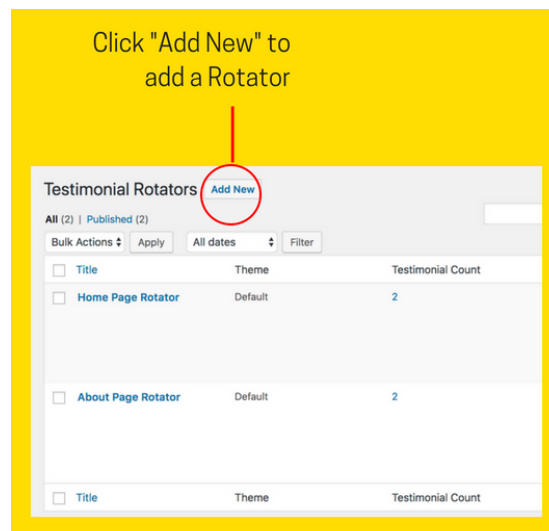 Click "Add New" to
add a Rotator
Testimonial Rotators Add New
All (2) | Published (2)
Bulk Actions Apply All dates Filter
Title Theme Testimonial Count
Home Page Rotator Default 2
About Page Rotator Default 2
Title Theme Testimonial Count